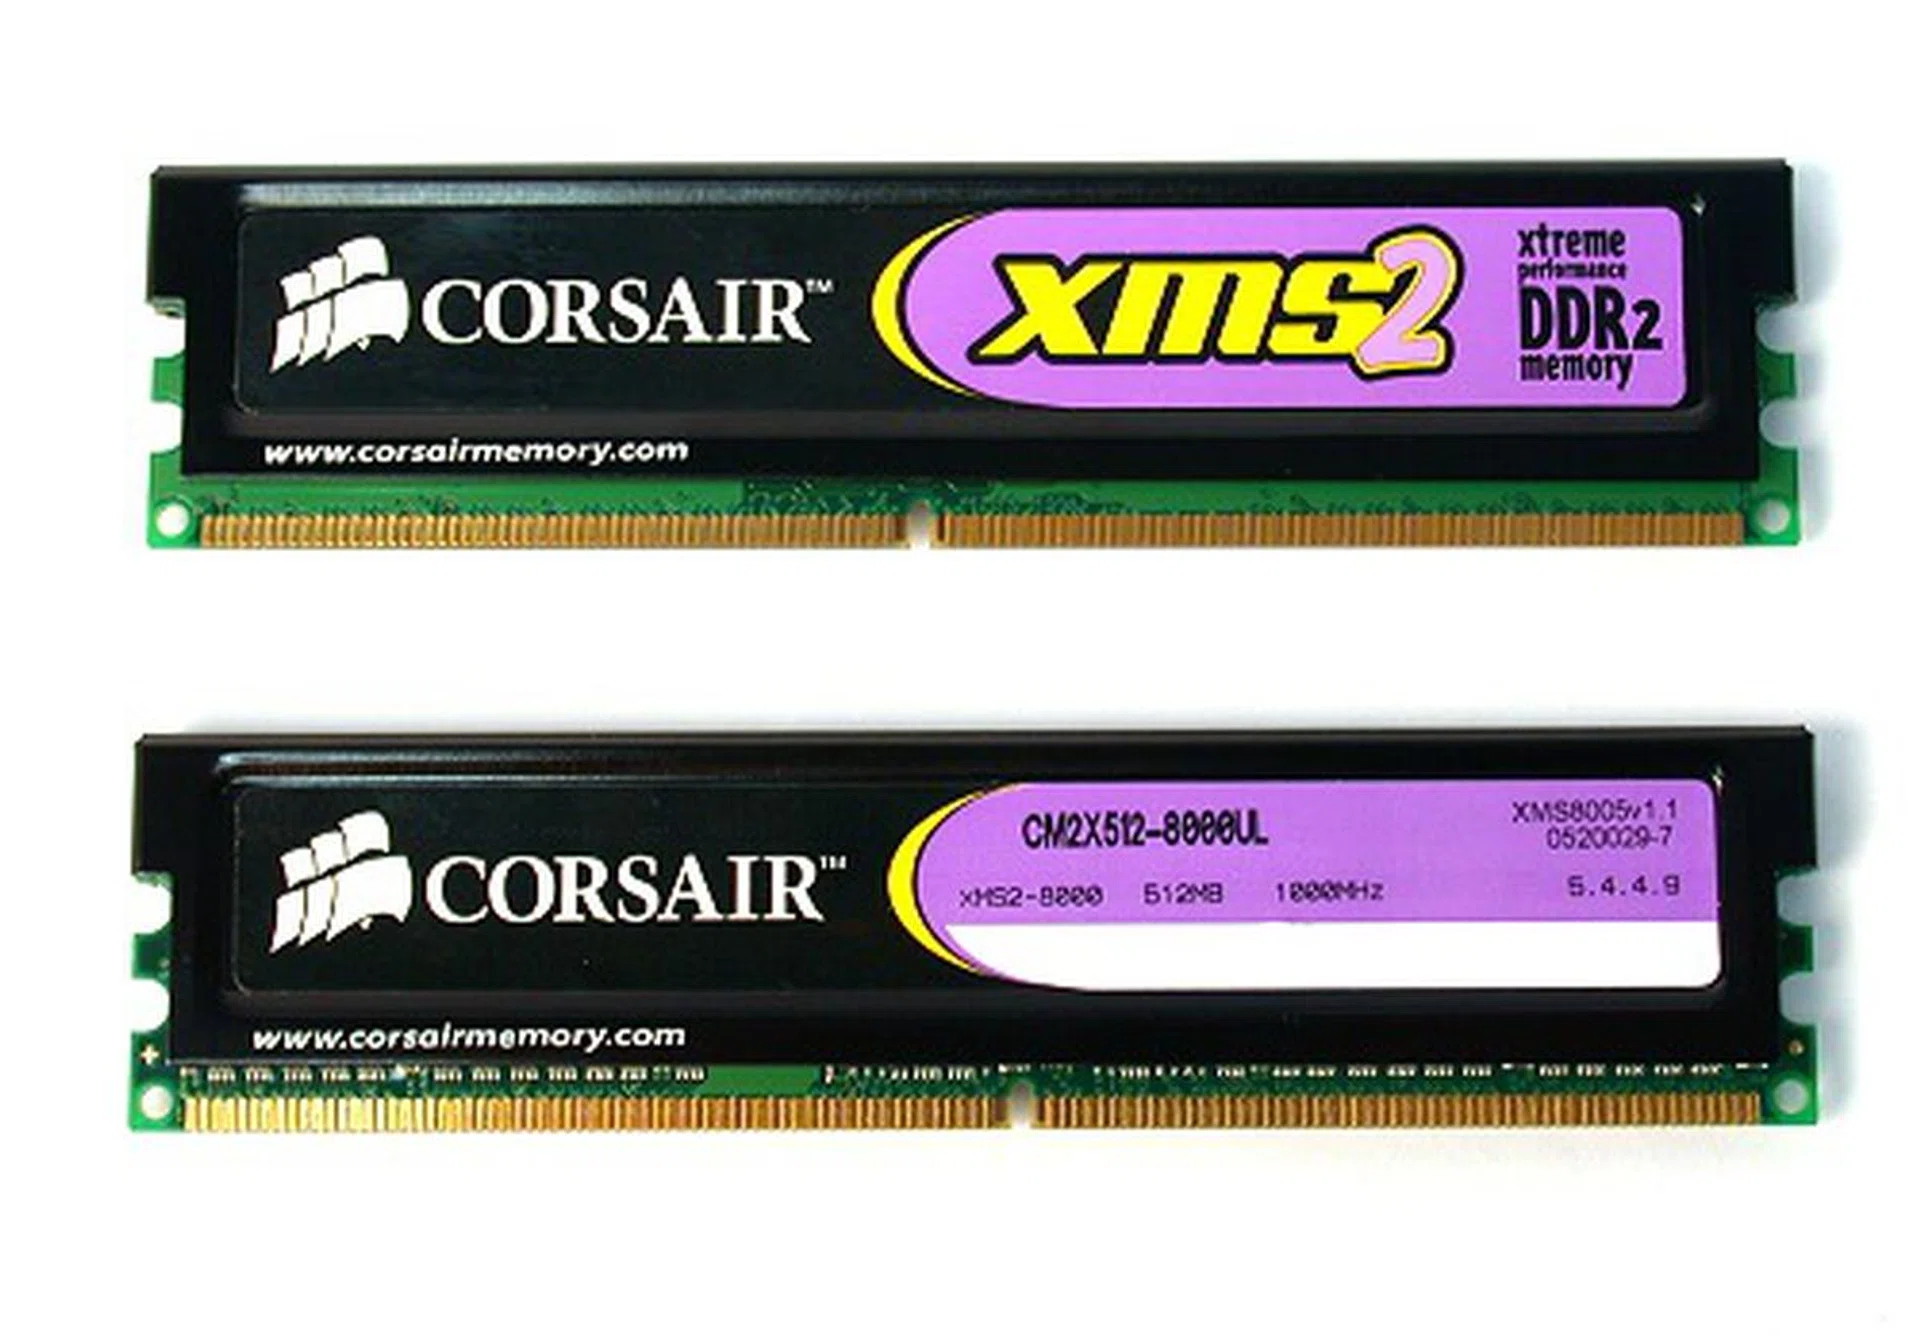 CORSAIR™
xms2
xtreme
performance
DDR2
memory
www.corsairmemory.com
CORSAIR™
CM2X512-8000UL
XMS8005v1.1
0520029-7
XMS2-8000 512MB 1000MHz
5.4.4.9
www.corsairmemory.com